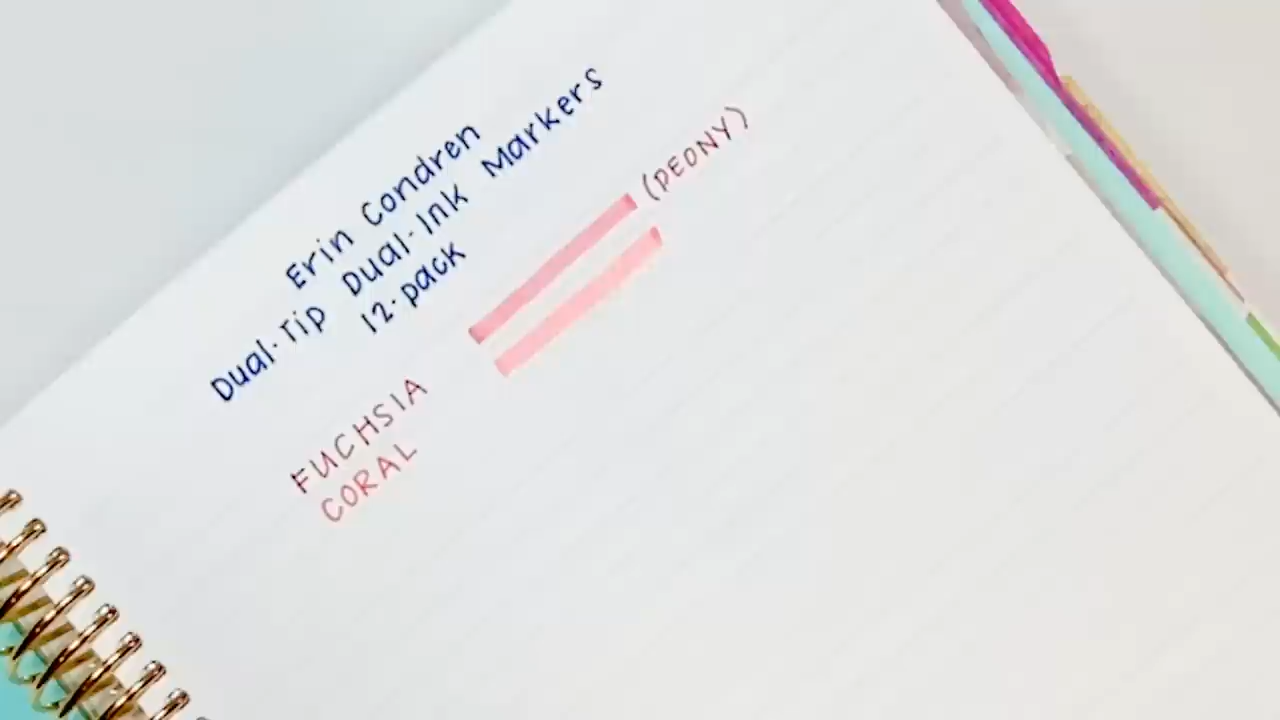 Erin Condren
Dual-Tip Dual-Ink Markers
12-pack
FUCHSIA (PEONY)
CORAL